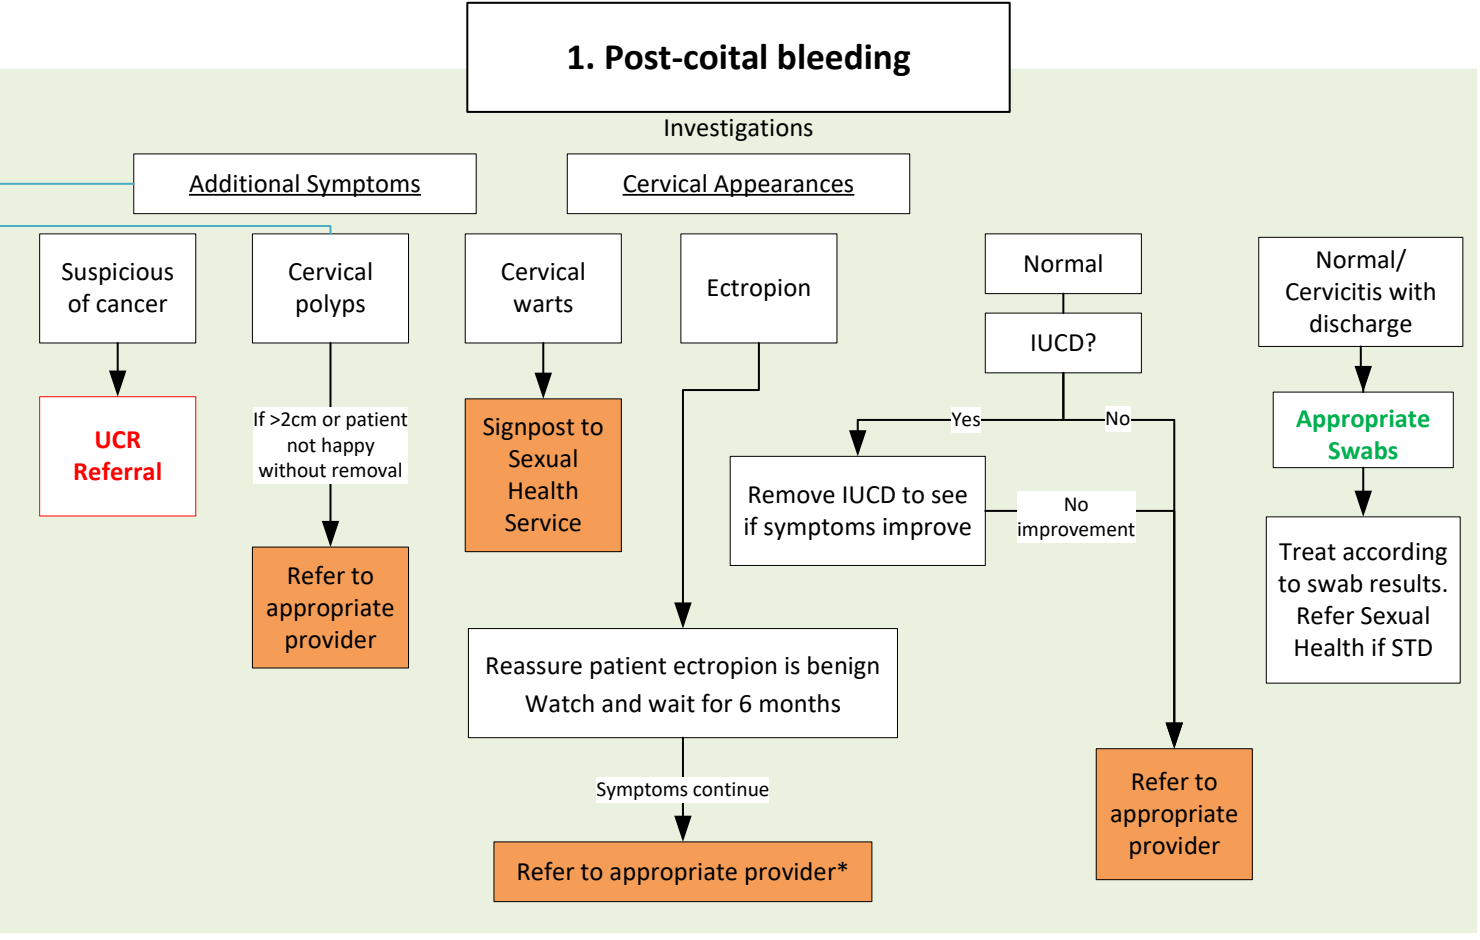 1. Post-coital bleeding
Investigations
Additional Symptoms
Cervical Appearances
Suspicious
of cancer
Cervical
polyps
Cervical
warts
Ectropion
Normal
Normal/
Cervicitis with
discharge
IUCD?
UCR
Referral
If >2cm or patient
not happy
without removal
Signpost to
Sexual
Health
Service
Yes
No
Appropriate
Swabs
Remove IUCD to see
if symptoms improve
No
improvement
Treat according
to swab results.
Refer Sexual
Health if STD
Refer to
appropriate
provider
Reassure patient ectropion is benign
Watch and wait for 6 months
Symptoms continue
Refer to appropriate provider*
Refer to
appropriate
provider